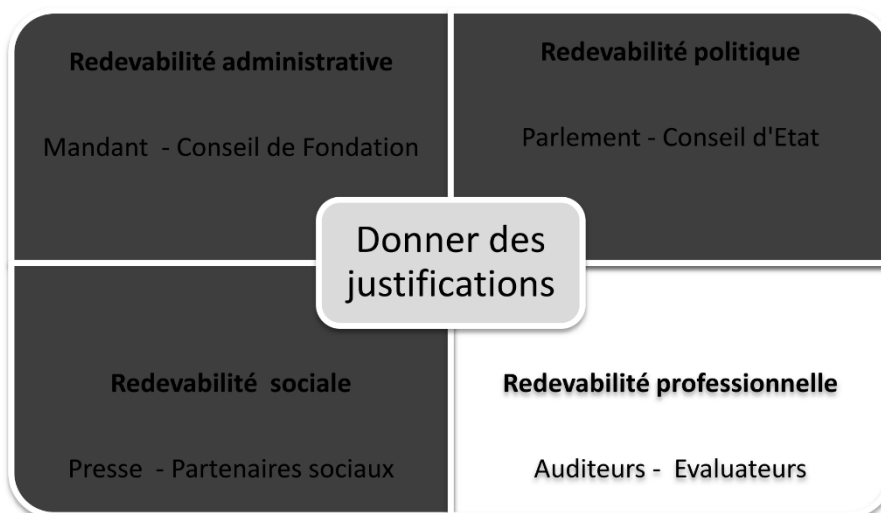 Redevabilité administrative
Mandant - Conseil de Fondation
Redevabilité politique
Parlement - Conseil d'Etat
Donner des
justifications
Redevabilité sociale
Presse - Partenaires sociaux
Redevabilité professionnelle
Auditeurs - Evaluateurs